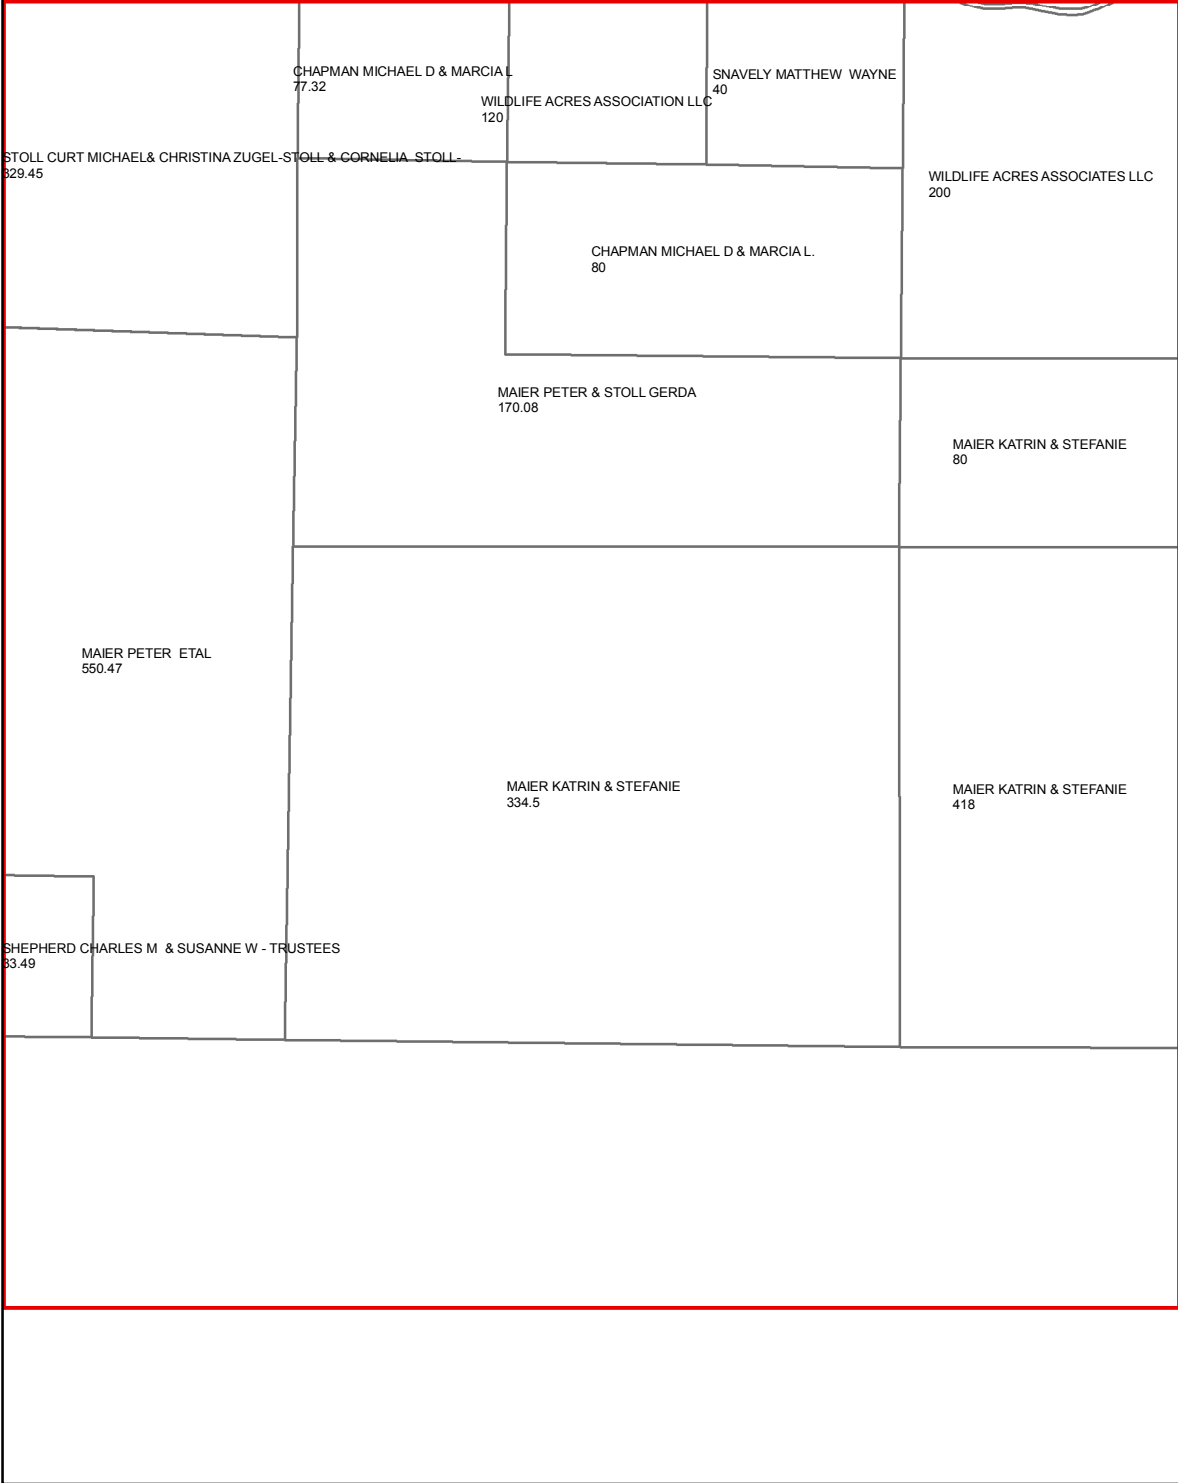 CHAPMAN MICHAEL D & MARCIA L
77.32
SNAVELY MATTHEW WAYNE
40
WILDLIFE ACRES ASSOCIATION LLC
120
STOLL CURT MICHAEL& CHRISTINA ZUGEL-STOLL & CORNELIA STOLL-
329.45
WILDLIFE ACRES ASSOCIATES LLC
200
CHAPMAN MICHAEL D & MARCIA L.
80
MAIER PETER & STOLL GERDA
170.08
MAIER KATRIN & STEFANIE
80
MAIER PETER ETAL
550.47
MAIER KATRIN & STEFANIE
334.5
MAIER KATRIN & STEFANIE
418
SHEPHERD CHARLES M & SUSANNE W - TRUSTEES
33.49